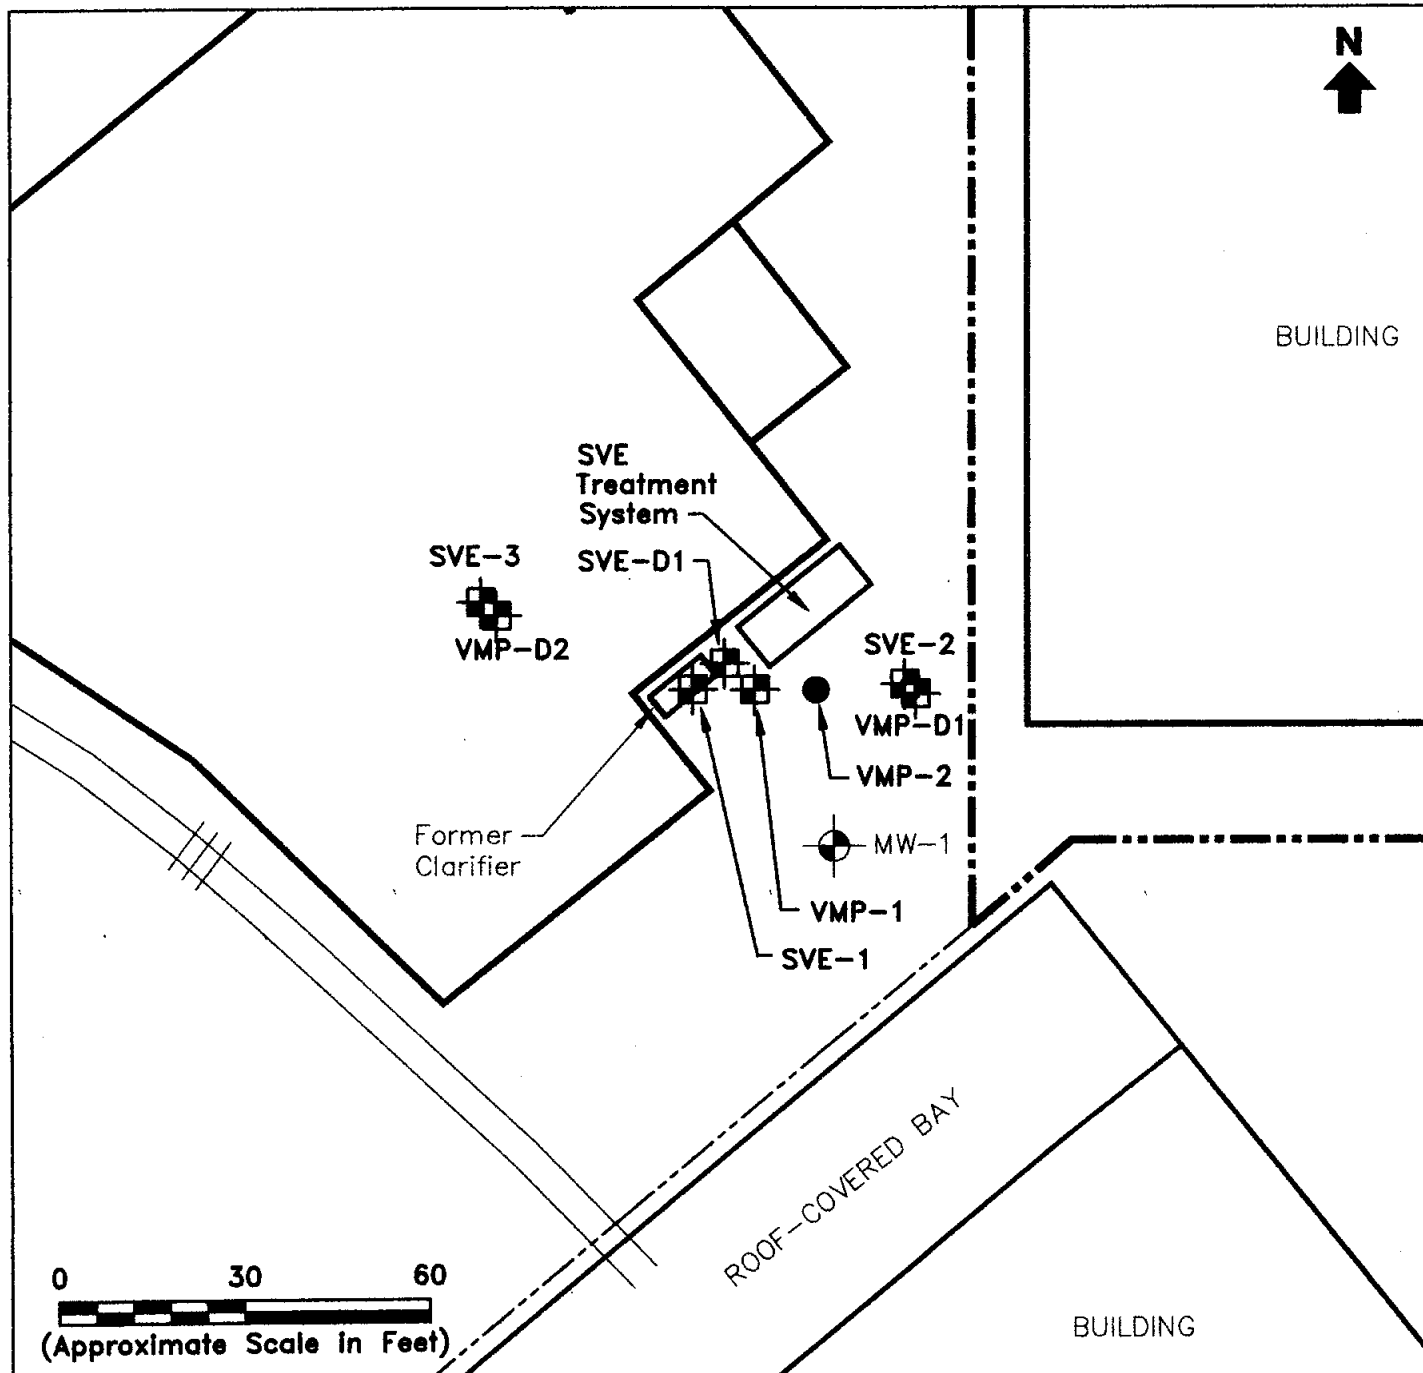 N
BUILDING
SVE
Treatment
System
SVE-3
SVE-D1
VMP-D2
SVE-2
VMP-D1
VMP-2
Former
Clarifier
MW-1
VMP-1
SVE-1
ROOF-COVERED BAY
0 30 60
(Approximate Scale in Feet)
BUILDING